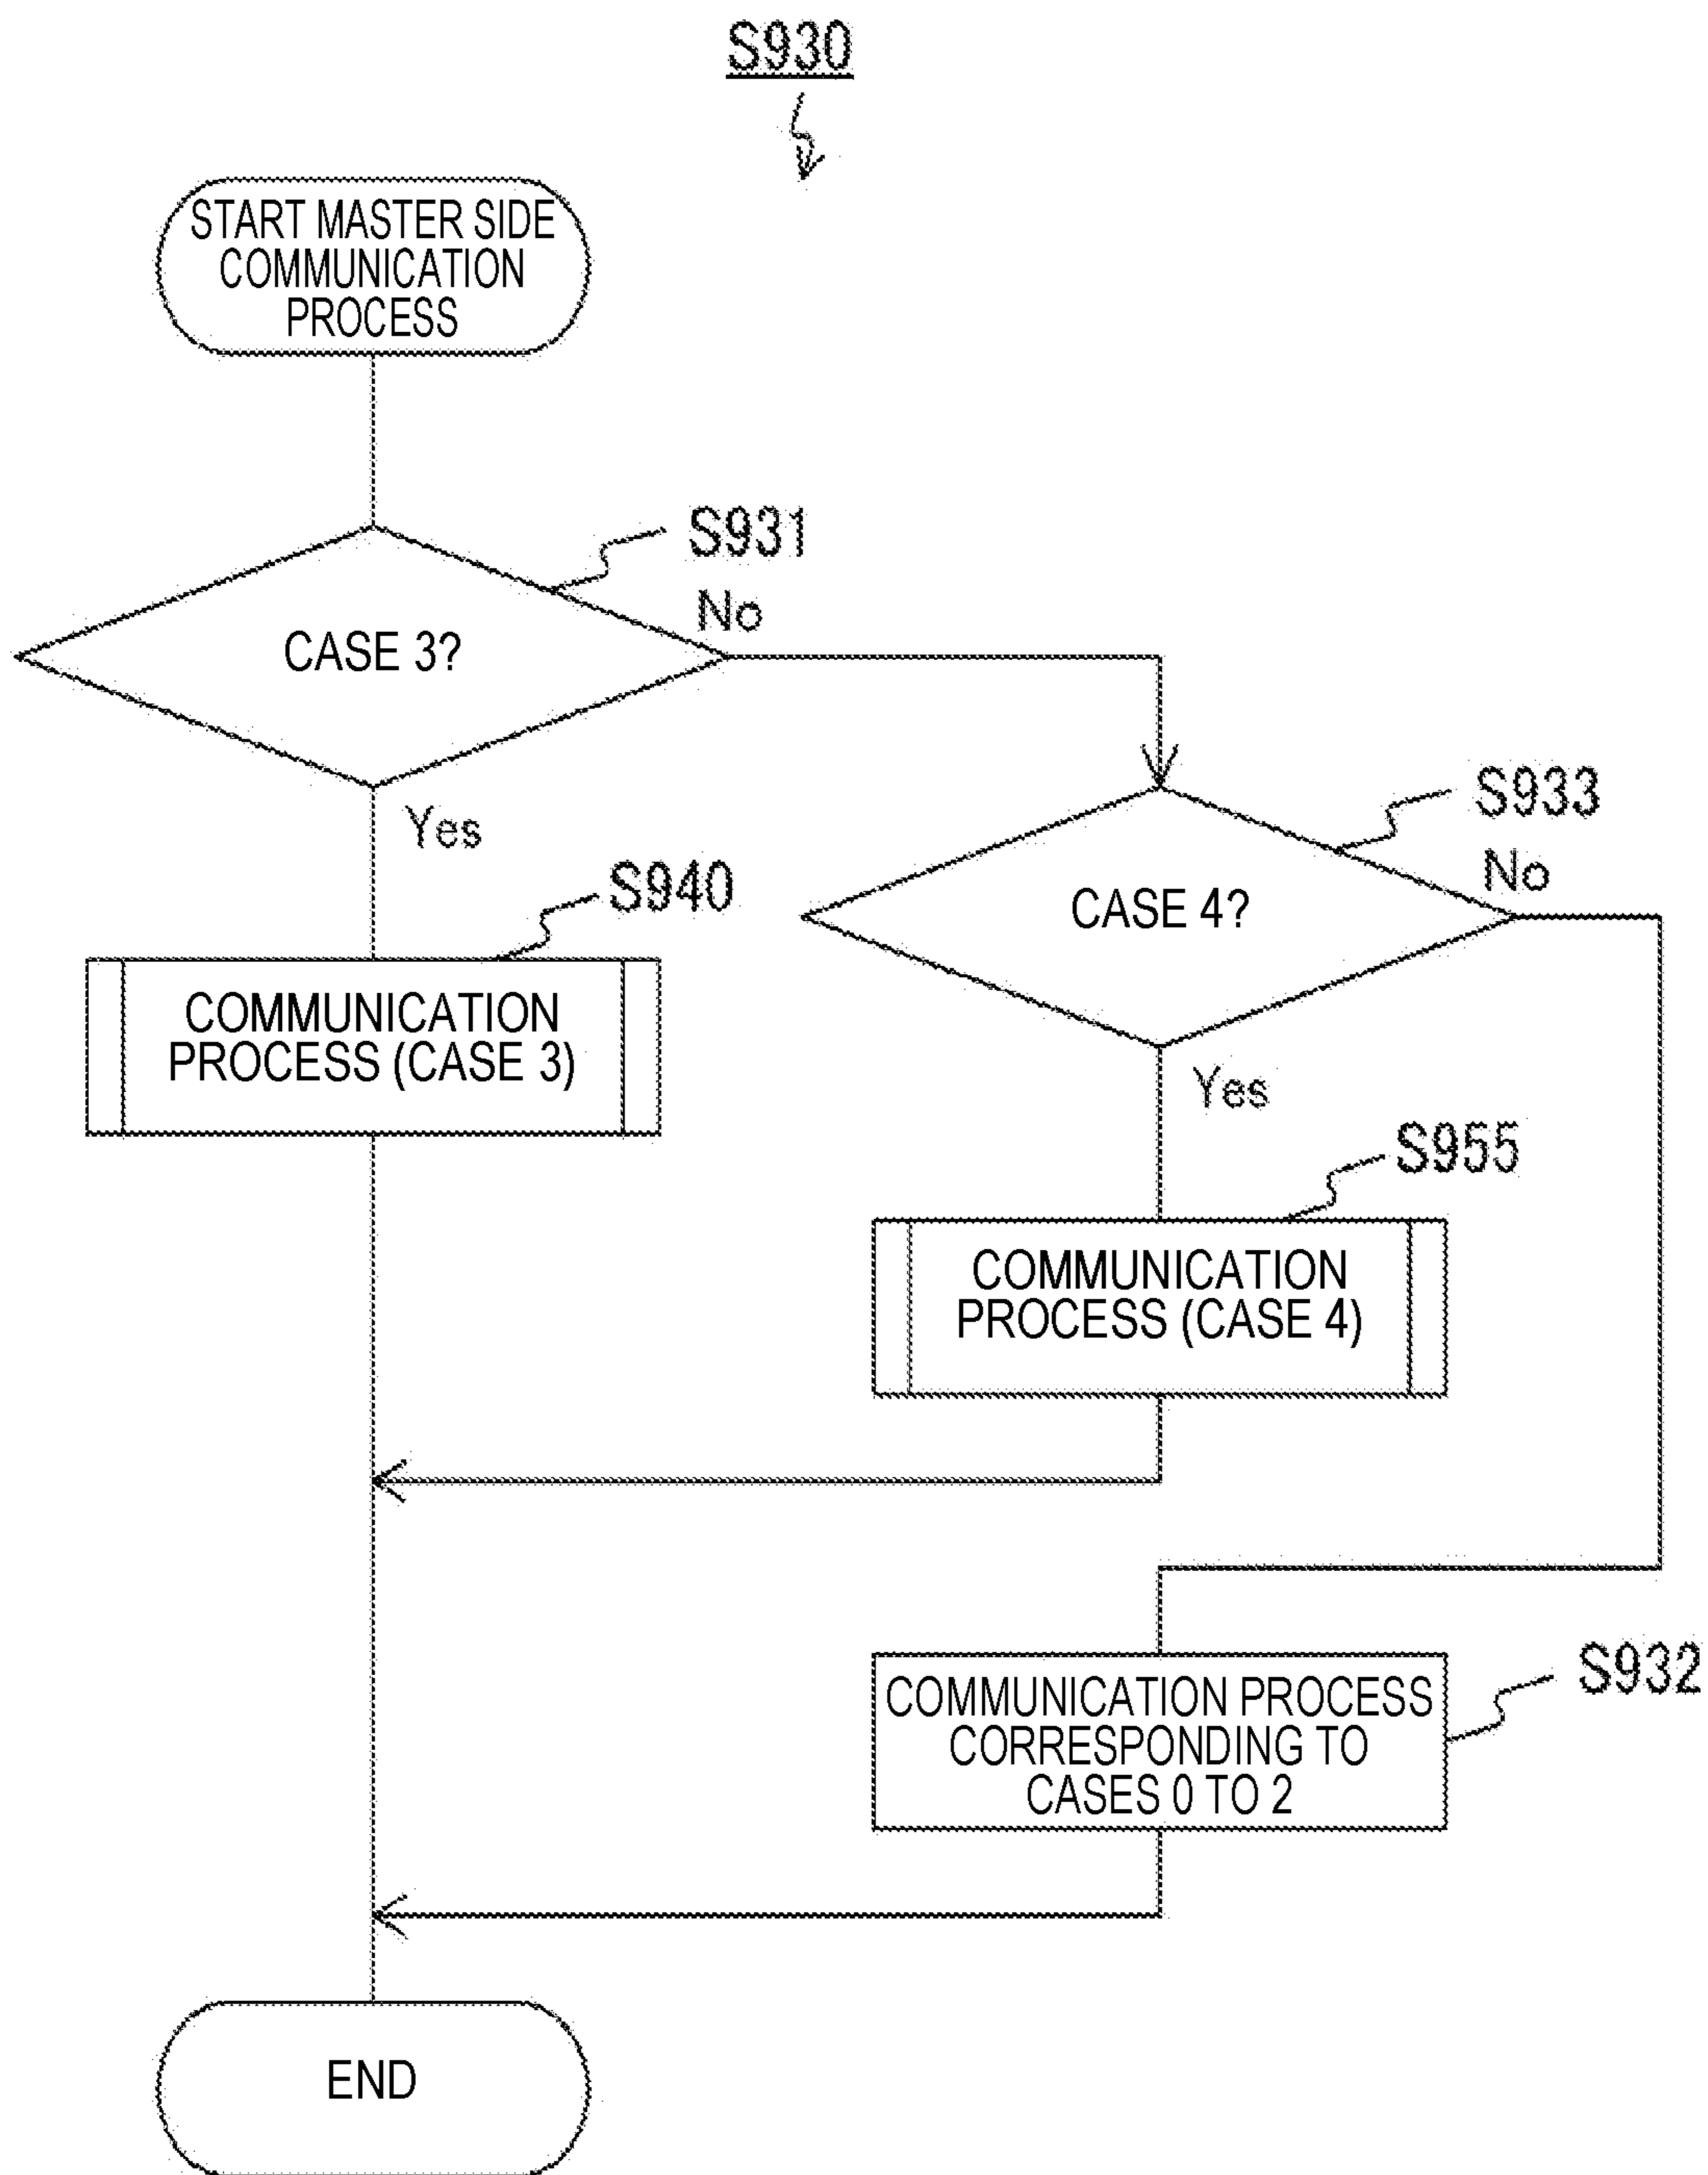 S930
START MASTER SIDE
COMMUNICATION
PROCESS
S931
No
CASE 3?
Yes
S933
No
CASE 4?
S940
COMMUNICATION
PROCESS (CASE 3)
Yes
S955
COMMUNICATION
PROCESS (CASE 4)
S932
COMMUNICATION PROCESS
CORRESPONDING TO
CASES 0 TO 2
END